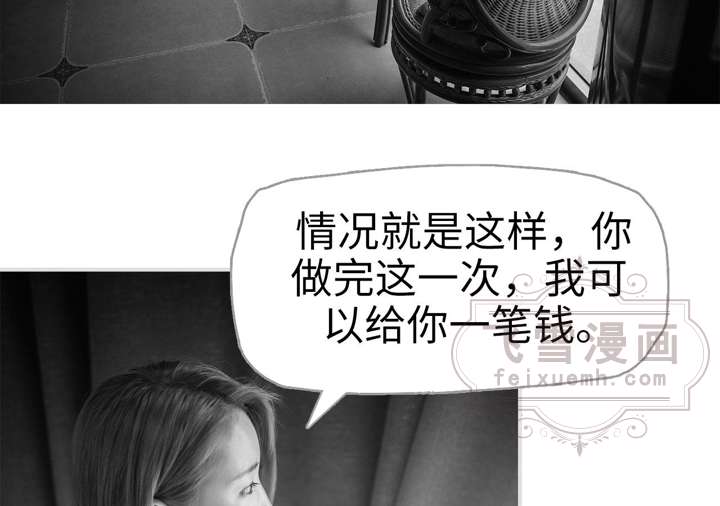 情况就是这样，你
做完这一次，我可
以给你一笔钱。
飞雪漫画
feixuemh.com